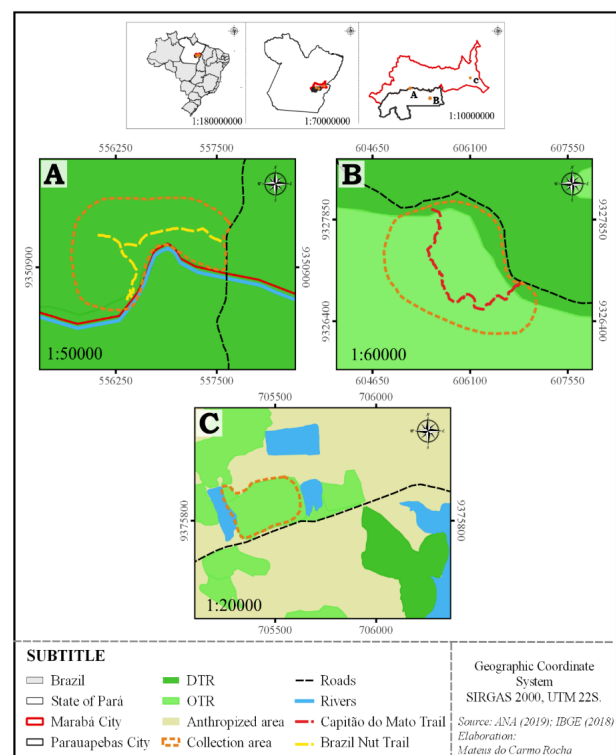 1:180000000
1:70000000
A
B
C
1:10000000
556250
557500
A
9350900
9350900
1:50000
604650
606100
607550
B
9327850
9326400
9327850
9326400
1:60000
556250
557500
604650
606100
607550
705500
706000
C
9375800
9375800
1:20000
705500
706000
SUBTITLE
Brazil
DTR
Roads
State of Pará
OTR
Rivers
Marabá City
Anthropized area
Capitão do Mato Trail
Parauapebas City
Collection area
Brazil Nut Trail
Geographic Coordinate
System
SIRGAS 2000, UTM 22S.
Source: ANA (2019); IBGE (2018)
Elaboration:
Mateus do Carmo Rocha